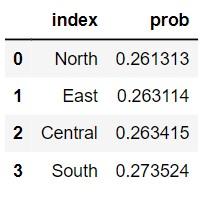 index prob
0 North 0.261313
1 East 0.263114
2 Central 0.263415
3 South 0.273524